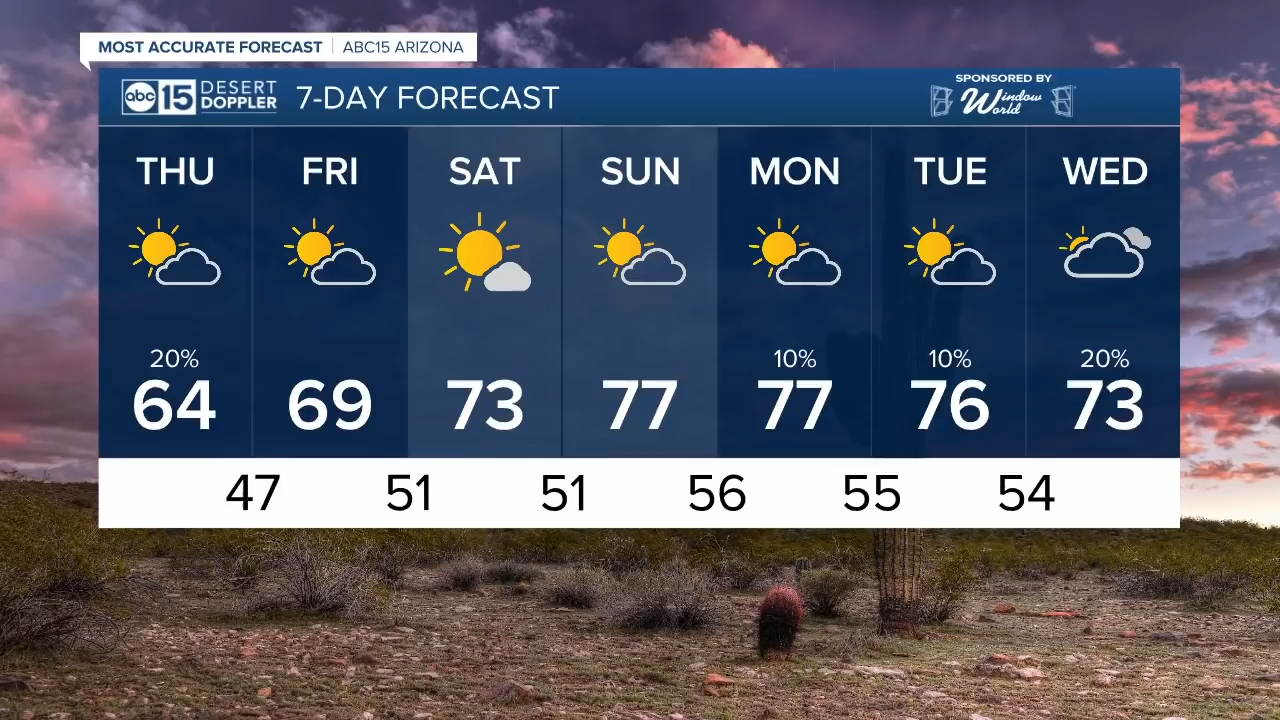 MOST ACCURATE FORECAST | ABC15 ARIZONA
abc 15 DESERT DOPPLER 7-DAY FORECAST
SPONSORED BY
Window World
THU FRI SAT SUN MON TUE WED
20% 10% 10% 20%
64 69 73 77 77 76 73
47 51 51 56 55 54